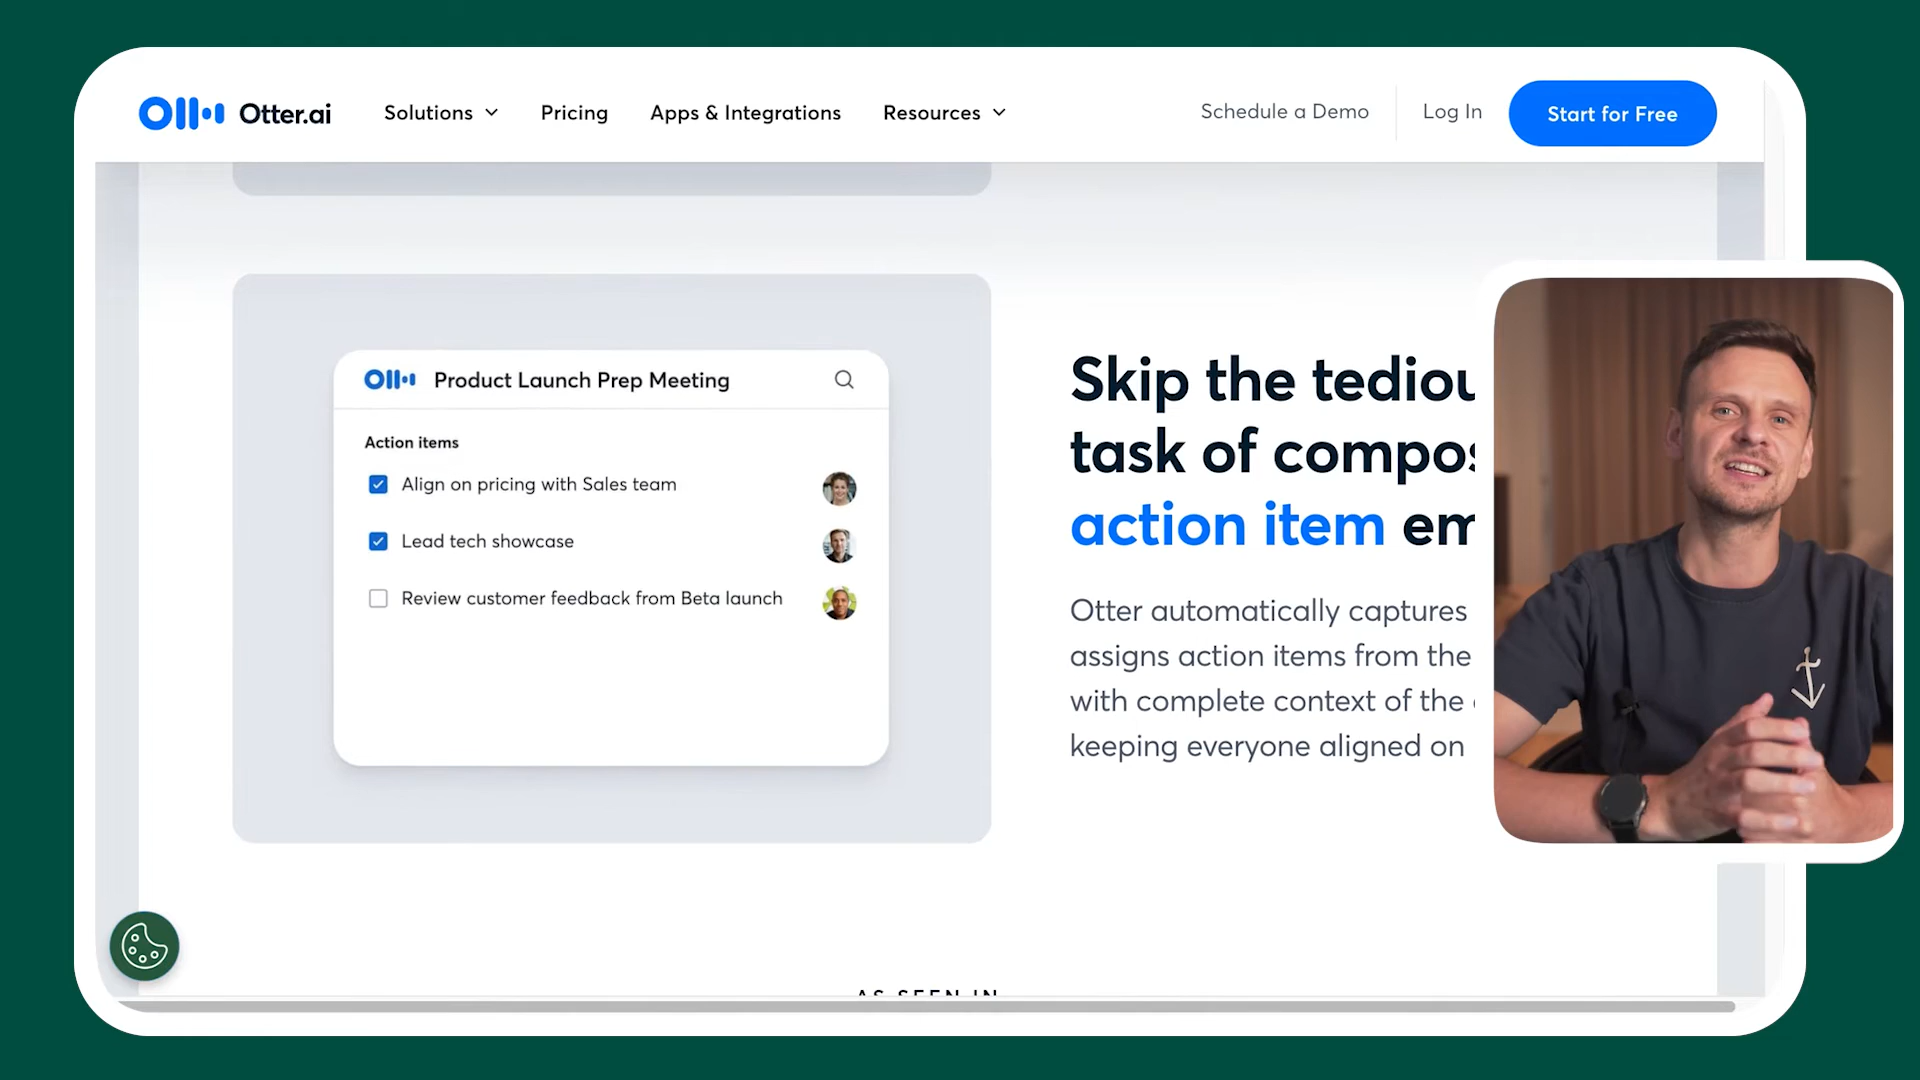 Otter.ai
Solutions
Pricing
Apps & Integrations
Resources
Schedule a Demo
Log In
Start for Free
Product Launch Prep Meeting
Action items
Align on pricing with Sales team
Lead tech showcase
Review customer feedback from Beta launch
Skip the
task of
action item
Otter automatically captures
assigns action items from the
with complete context of the
keeping everyone aligned on
AS SEEN IN